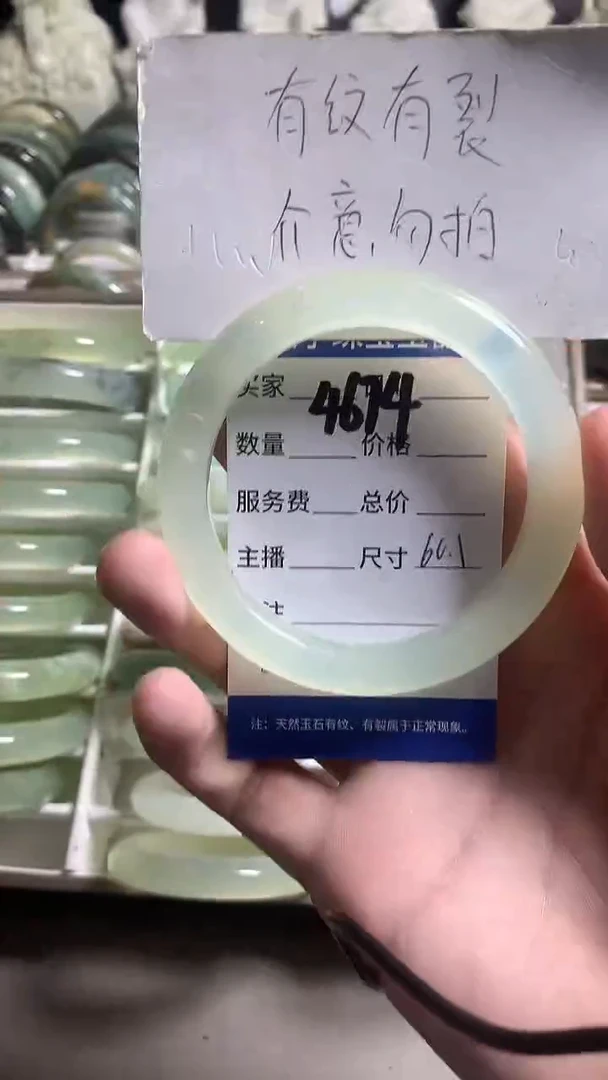 有纹有裂
介意勿拍
买家
4674
数量 价格
服务费 总价
主播 尺寸 60.1
注
注：天然玉石有纹、有裂属于正常现象。